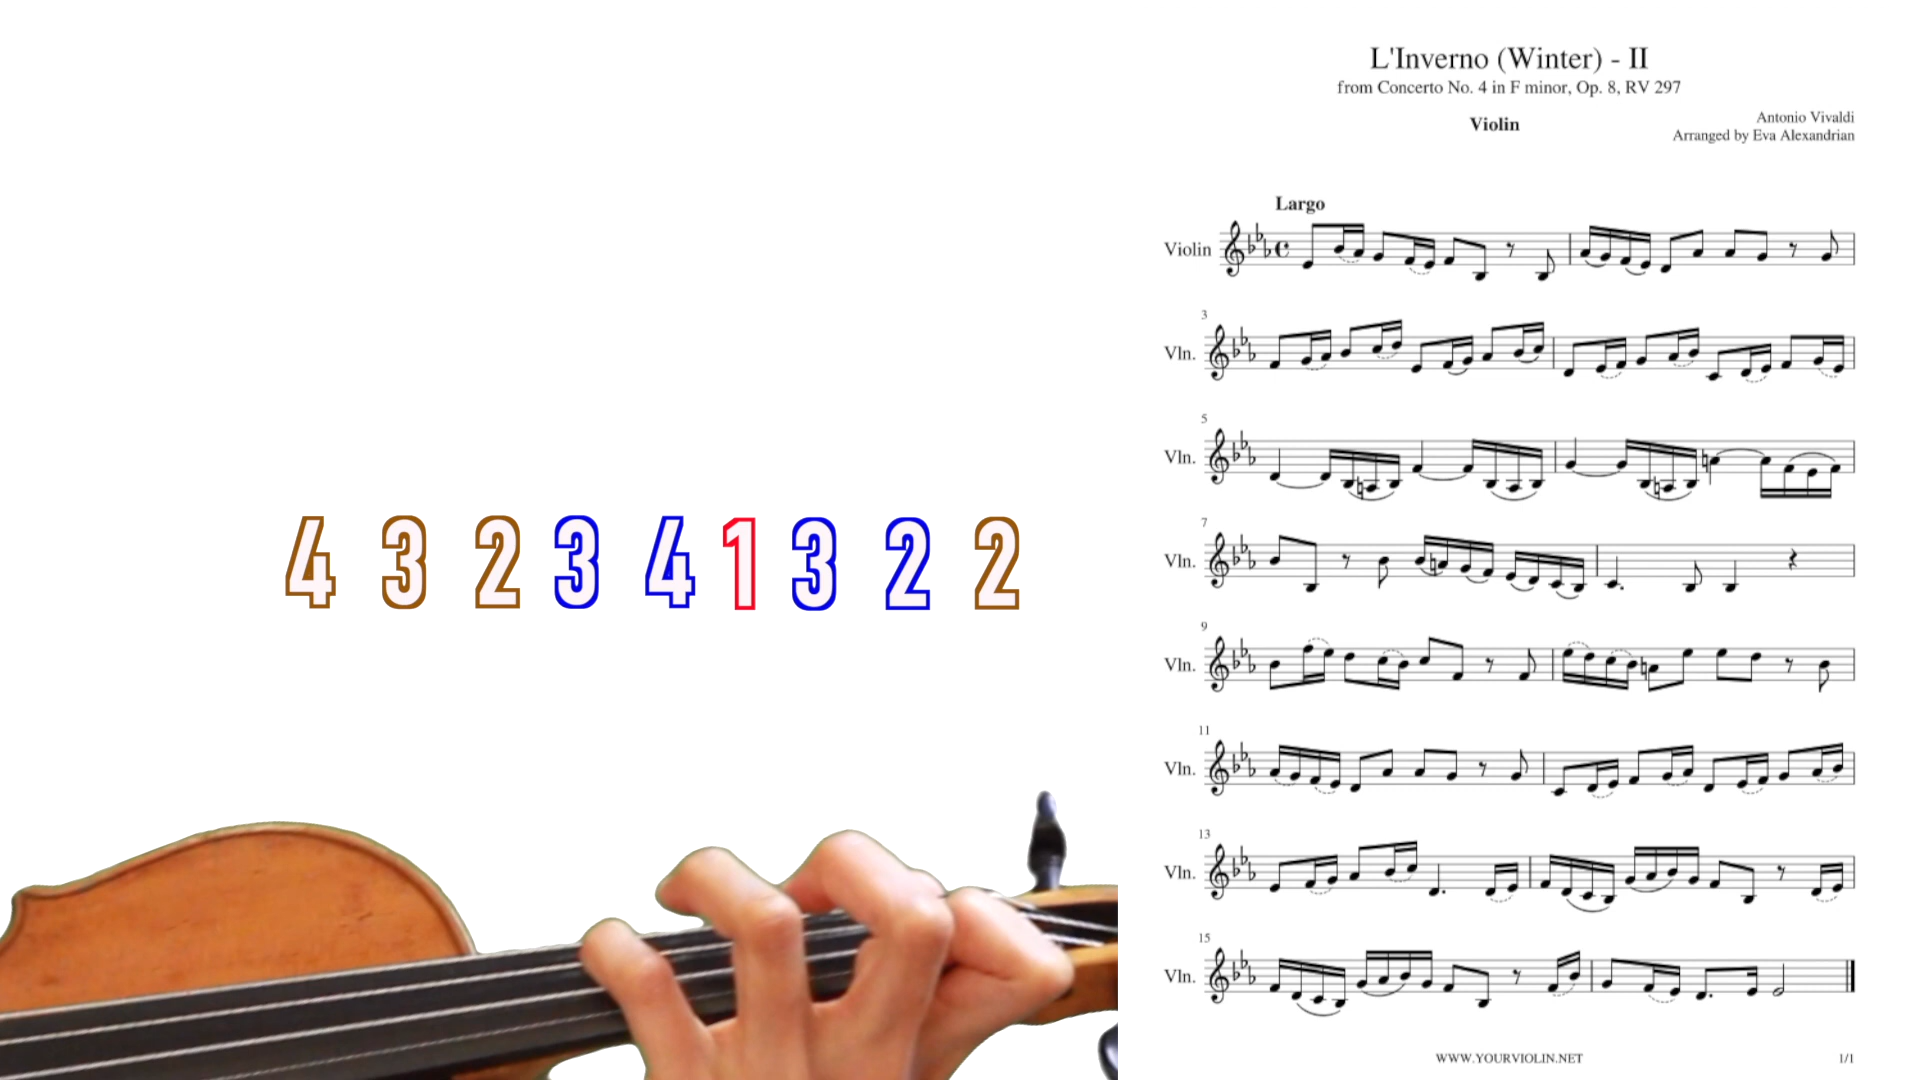 4 3 2 3 4 1 3 2 2
L'Inverno (Winter) - II
from Concerto No. 4 in F minor, Op. 8, RV 297
Violin
Antonio Vivaldi
Arranged by Eva Alexandrian
Largo
Violin
3
Vln.
5
Vln.
7
Vln.
9
Vln.
11
Vln.
13
Vln.
15
Vln.
WWW.YOURVIOLIN.NET
1/1